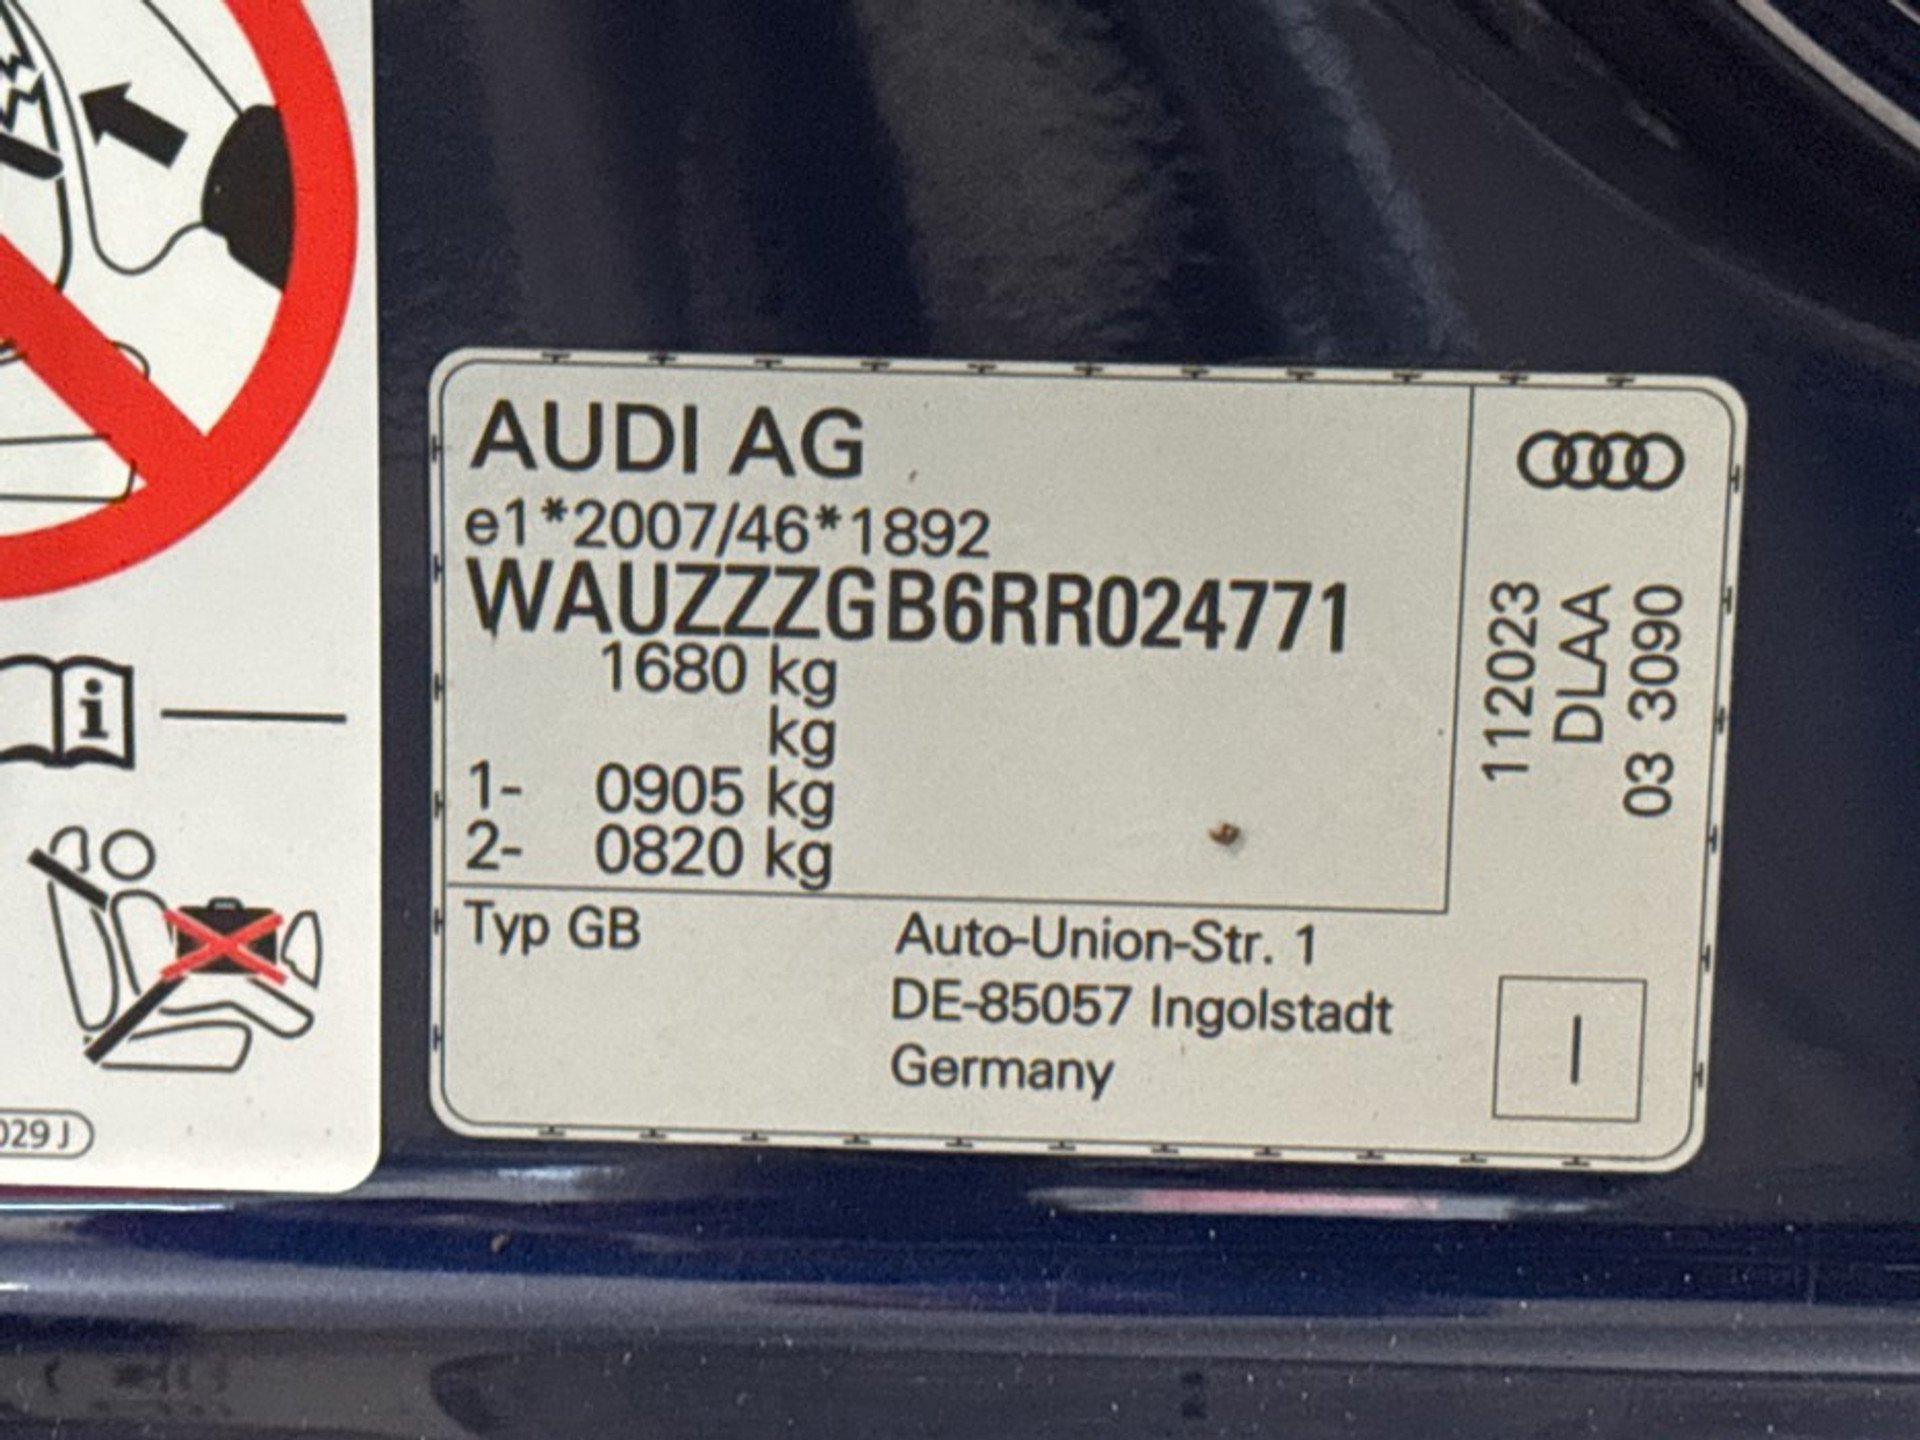 AUDI AG
e1*2007/46*1892
WAUZZZGB6RR024771
1680 kg
kg
1- 0905 kg
2- 0820 kg
Typ GB
Auto-Union-Str. 1
DE-85057 Ingolstadt
Germany
112023
DLAA
03 3090
I
i
029 J